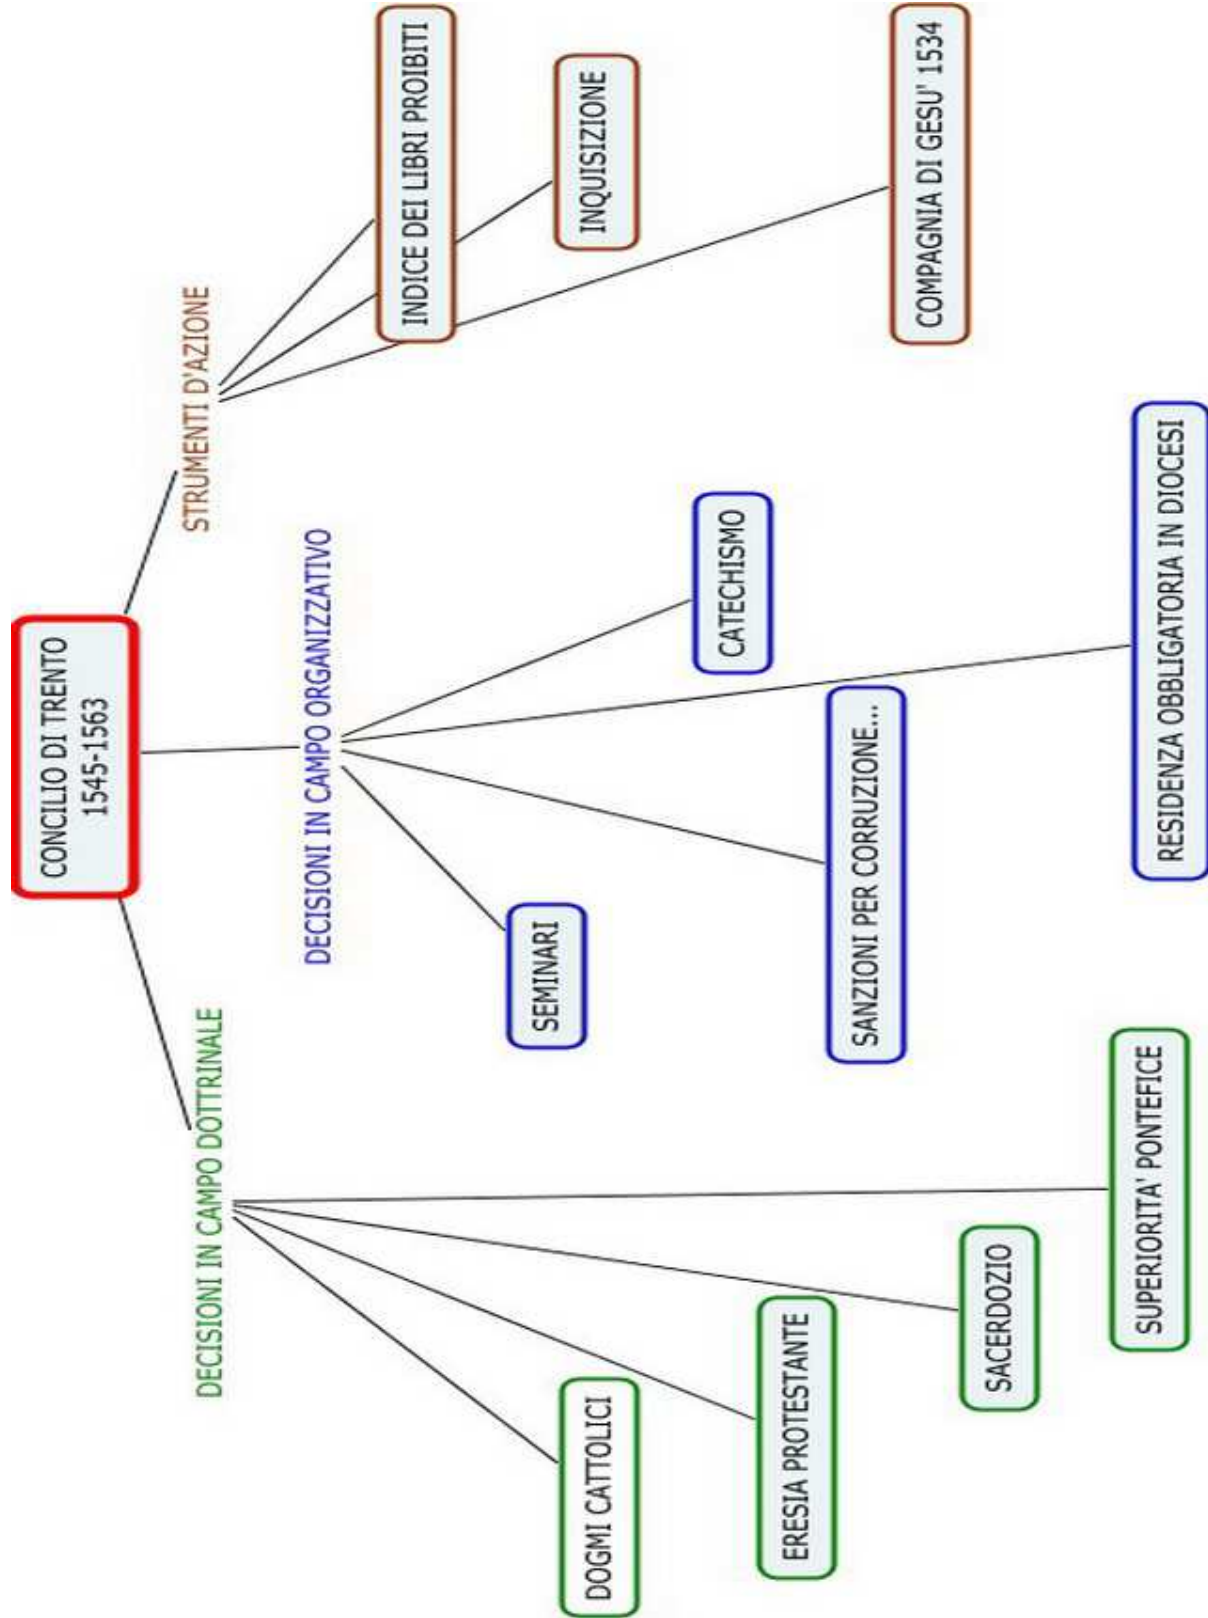 CONCILIO DI TRENTO
1545-1563
DECISIONI IN CAMPO DOTTRINALE
DOGMI CATTOLICI
ERESIA PROTESTANTE
SACERDOZIO
SUPERIORITA' PONTEFICE
DECISIONI IN CAMPO ORGANIZZATIVO
SEMINARI
SANZIONI PER CORRUZIONE...
CATECHISMO
RESIDENZA OBBLIGATORIA IN DIOCESI
STRUMENTI D'AZIONE
INDICE DEI LIBRI PROIBITI
INQUISIZIONE
COMPAGNIA DI GESU' 1534